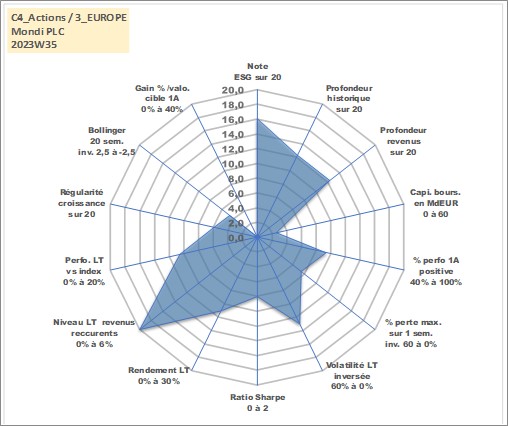 C4_Actions / 3_EUROPE
Mondi PLC
2023W35
Note
ESG sur 20
Profondeur
historique
sur 20
Profondeur
revenus
sur 20
Capi. bours.
en MdEUR
0 à 60
% perfo 1A
positive
40% à 100%
% perte max.
sur 1 sem.
inv. 60 à 0%
Volatilité LT
inversée
60% à 0%
Ratio Sharpe
0 à 2
Rendement LT
0% à 30%
Niveau LT revenus
reccurents
0% à 6%
Perfo. LT
vs index
0% à 20%
Régularité
croissance
sur 20
Bollinger
20 sem.
inv. 2,5 à -2,5
Gain % /valo.
cible 1A
0% à 40%
20,0
18,0
16,0
14,0
12,0
10,0
8,0
6,0
4,0
2,0
0,0